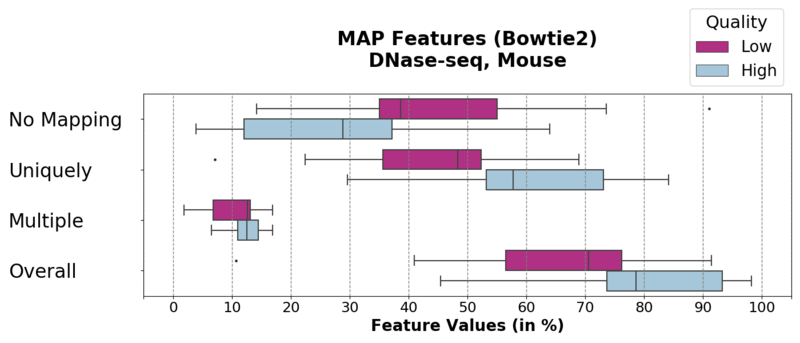 MAP Features (Bowtie2)
DNase-seq, Mouse
Quality
Low
High
No Mapping
Uniquely
Multiple
Overall
0 10 20 30 40 50 60 70 80 90 100
Feature Values (in %)